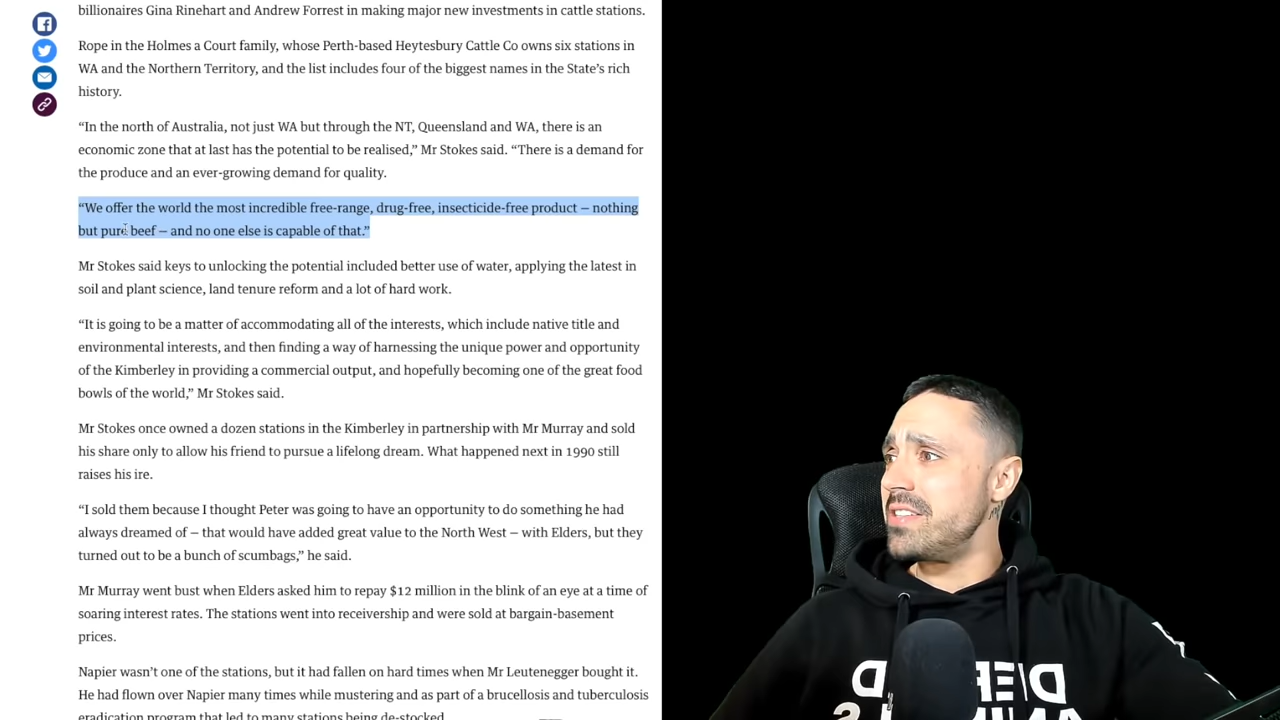 billionaires Gina Rinehart and Andrew Forrest in making major new investments in cattle stations.
Rope in the Holmes a Court family, whose Perth-based Heytesbury Cattle Co owns six stations in
WA and the Northern Territory, and the list includes four of the biggest names in the State’s rich
history.
“In the north of Australia, not just WA but through the NT, Queensland and WA, there is an
economic zone that at last has the potential to be realised,” Mr Stokes said. “There is a demand for
the produce and an ever-growing demand for quality.
“We offer the world the most incredible free-range, drug-free, insecticide-free product — nothing
but pure beef — and no one else is capable of that.”
Mr Stokes said keys to unlocking the potential included better use of water, applying the latest in
soil and plant science, land tenure reform and a lot of hard work.
“It is going to be a matter of accommodating all of the interests, which include native title and
environmental interests, and then finding a way of harnessing the unique power and opportunity
of the Kimberley in providing a commercial output, and hopefully becoming one of the great food
bowls of the world,” Mr Stokes said.
Mr Stokes once owned a dozen stations in the Kimberley in partnership with Mr Murray and sold
his share only to allow his friend to pursue a lifelong dream. What happened next in 1990 still
raises his ire.
“I sold them because I thought Peter was going to have an opportunity to do something he had
always dreamed of — that would have added great value to the North West — with Elders, but they
turned out to be a bunch of scumbags,” he said.
Mr Murray went bust when Elders asked him to repay $12 million in the blink of an eye at a time of
soaring interest rates. The stations went into receivership and were sold at bargain-basement
prices.
Napier wasn’t one of the stations, but it had fallen on hard times when Mr Leutenegger bought it.
He had flown over Napier many times while mustering and as part of a brucellosis and tuberculosis
eradication program that led to many stations being de-stocked.